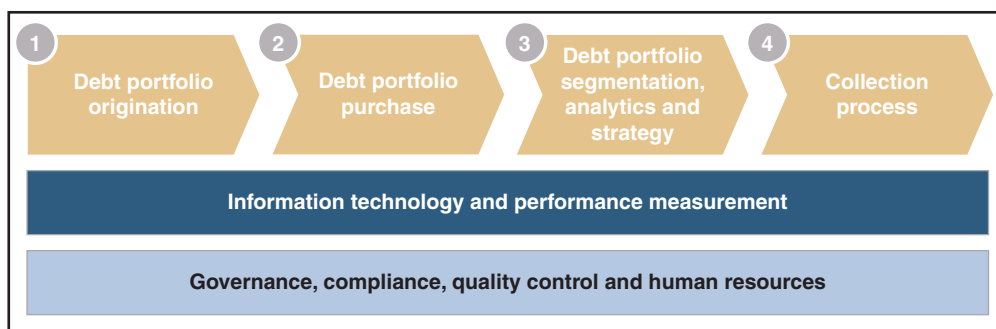 1
Debt portfolio
origination
2
Debt portfolio
purchase
3
Debt portfolio
segmentation,
analytics and
strategy
4
Collection
process
Information technology and performance measurement
Governance, compliance, quality control and human resources